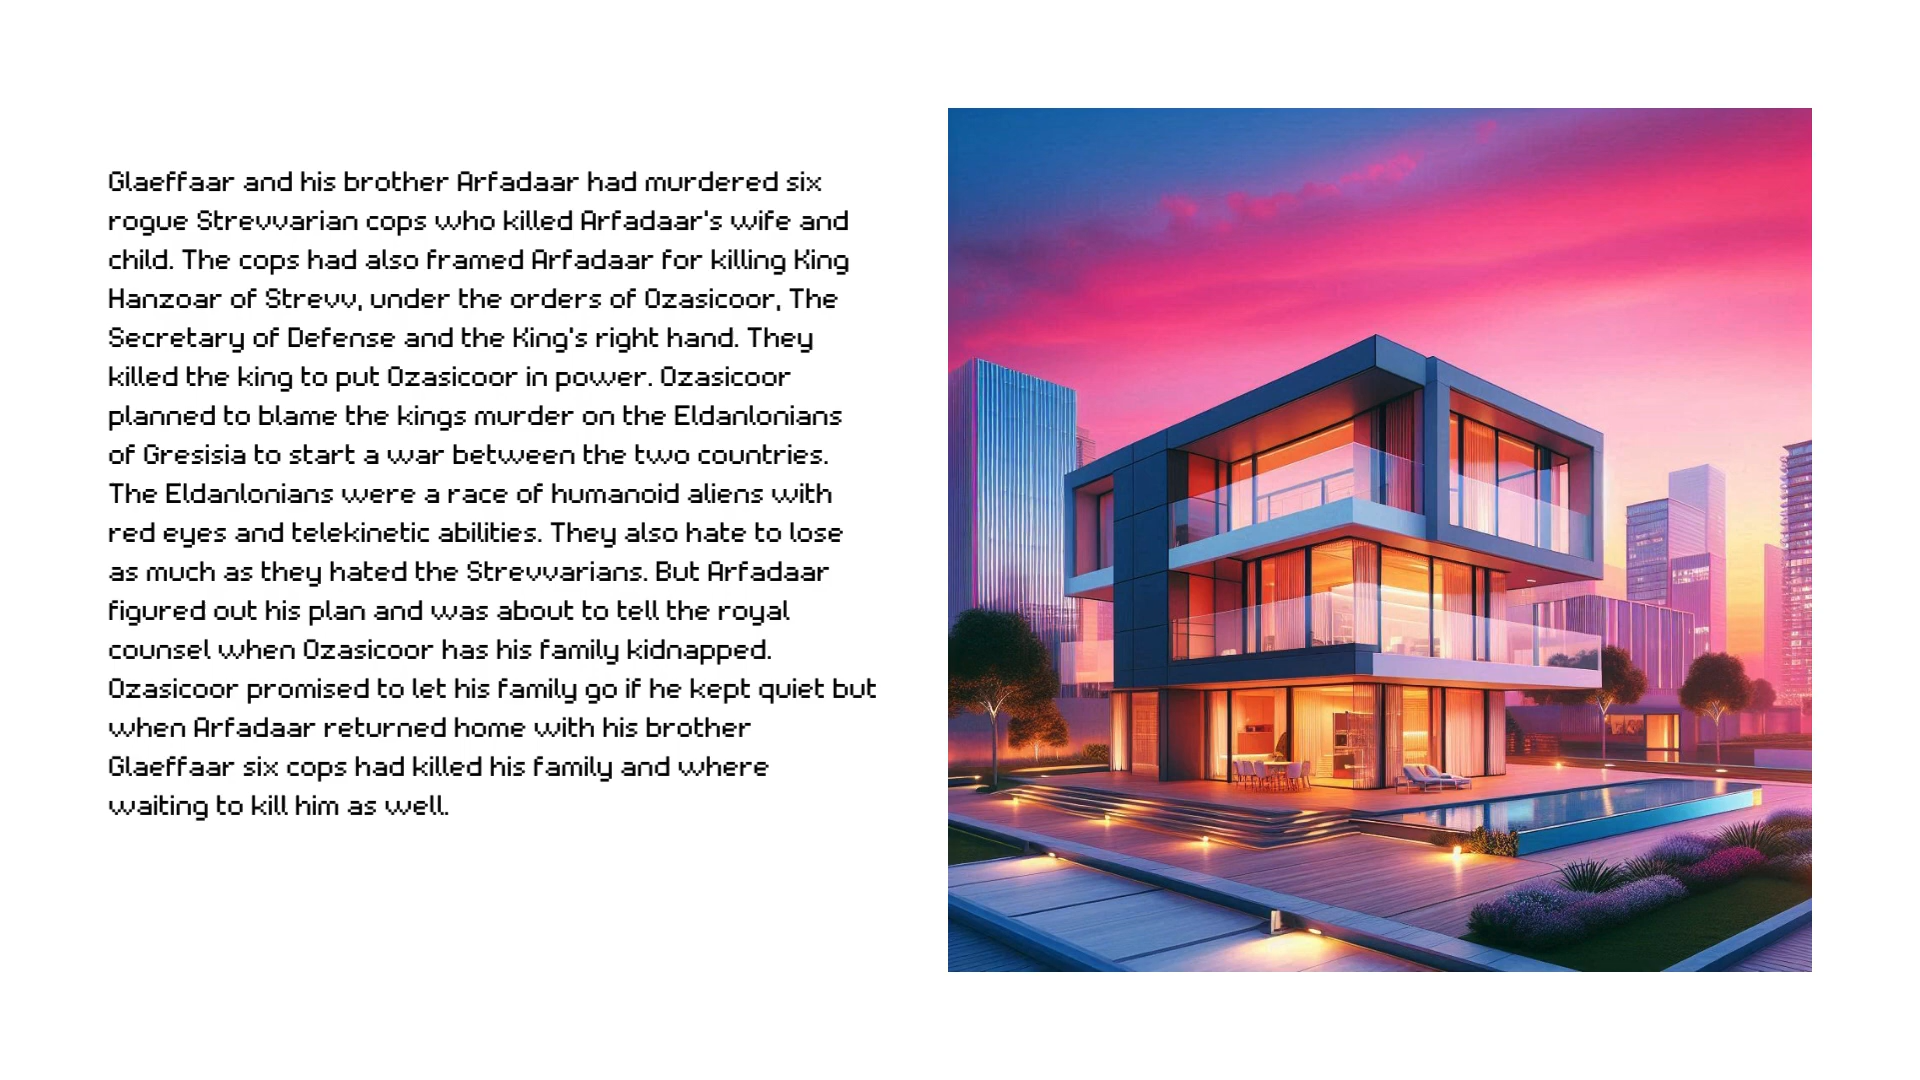 Glaeffaar and his brother Arfadaar had murdered six
rogue Strevvarian cops who killed Arfadaar's wife and
child. The cops had also framed Arfadaar for killing King
Hanzoar of Strevv, under the orders of Ozasicoor, The
Secretary of Defense and the King's right hand. They
killed the king to put Ozasicoor in power. Ozasicoor
planned to blame the kings murder on the Eldanlonians
of Gresisia to start a war between the two countries.
The Eldanlonians were a race of humanoid aliens with
red eyes and telekinetic abilities. They also hate to lose
as much as they hated the Strevvarians. But Arfadaar
figured out his plan and was about to tell the royal
counsel when Ozasicoor has his family kidnapped.
Ozasicoor promised to let his family go if he kept quiet but
when Arfadaar returned home with his brother
Glaeffaar six cops had killed his family and where
waiting to kill him as well.